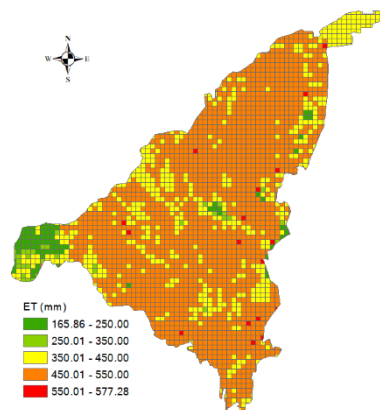 N
W E
S
ET (mm)
165.86 - 250.00
250.01 - 350.00
350.01 - 450.00
450.01 - 550.00
550.01 - 577.28